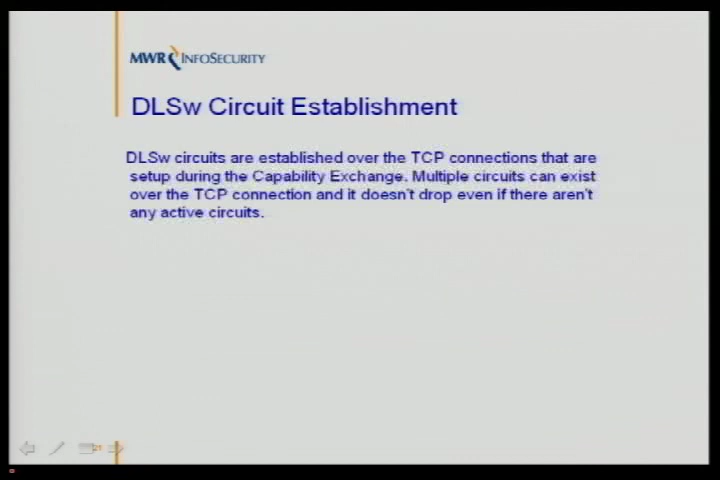 MWR INFOSECURITY
DLSw Circuit Establishment
DLSw circuits are established over the TCP connections that are
setup during the Capability Exchange. Multiple circuits can exist
over the TCP connection and it doesn't drop even if there aren't
any active circuits.